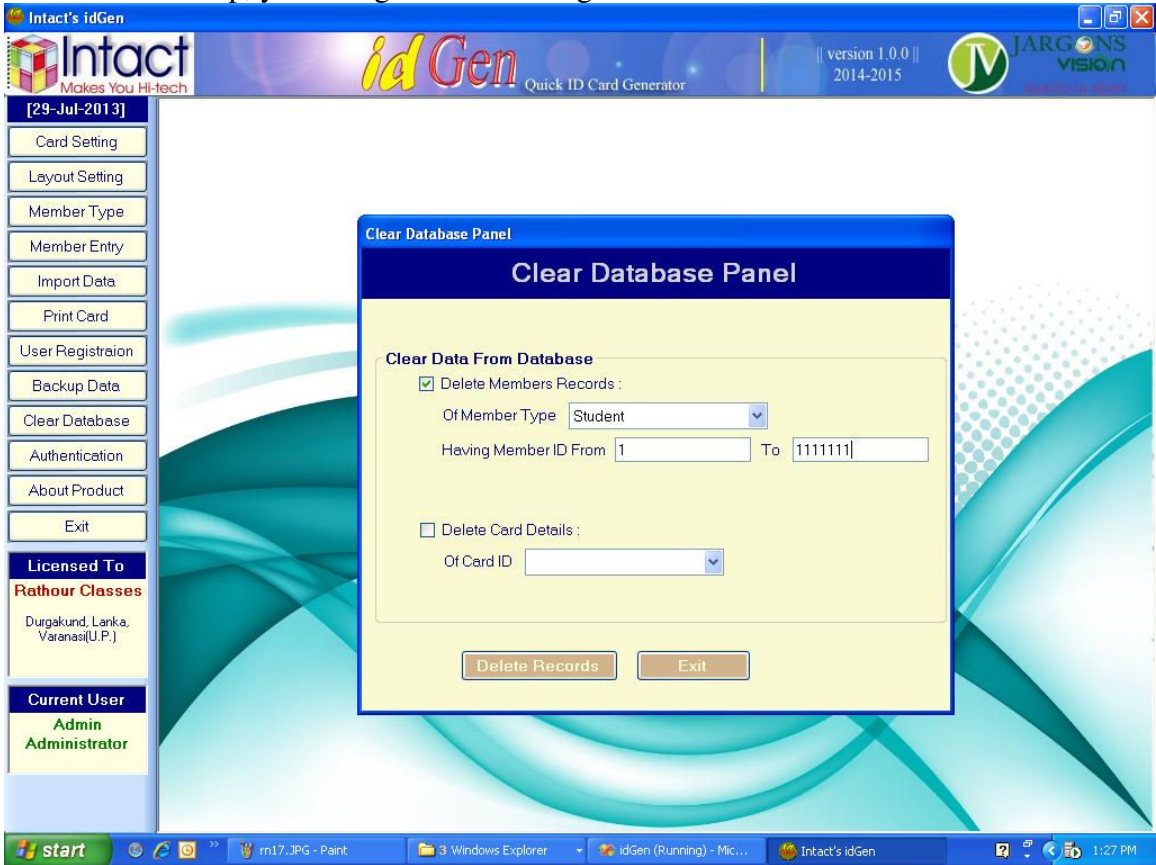 Intact's idGen
Intact
Makes You Hi-tech
id Gen Quick ID Card Generator
|| version 1.0.0 ||
2014-2015
JV
JARGON'S
VISION
[29-Jul-2013]
Card Setting
Layout Setting
Member Type
Member Entry
Import Data
Print Card
User Registraion
Backup Data
Clear Database
Authentication
About Product
Exit
Licensed To
Rathour Classes
Durgakund, Lanka,
Varanasi(U.P.)
Current User
Admin
Administrator
Clear Database Panel
Clear Database Panel
Clear Data From Database
Delete Members Records :
Of Member Type Student
Having Member ID From 1 To 1111111
Delete Card Details :
Of Card ID
Delete Records Exit
start rn17.JPG - Paint 3 Windows Explorer idGen (Running) - Mic... Intact's idGen 1:27 PM